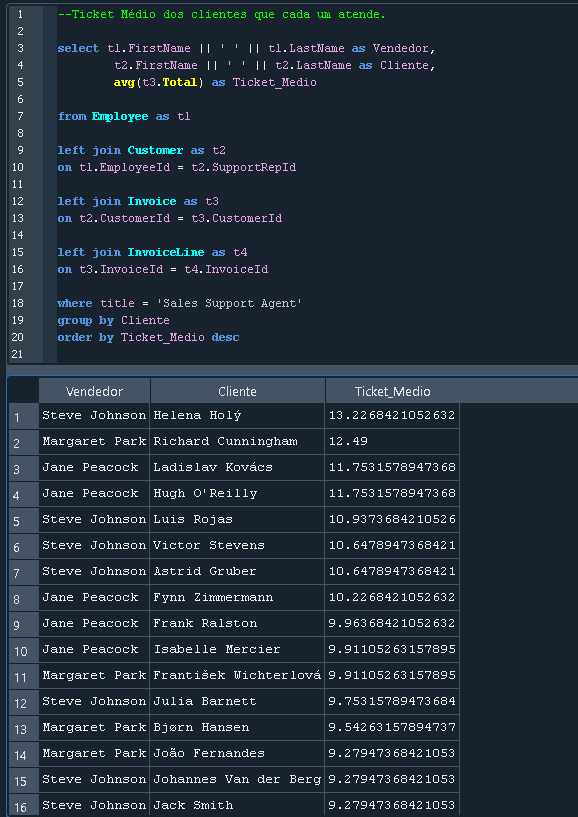 1 --Ticket Médio dos clientes que cada um atende.
2
3 select t1.FirstName || ' ' || t1.LastName as Vendedor,
4 t2.FirstName || ' ' || t2.LastName as Cliente,
5 avg(t3.Total) as Ticket_Medio
6
7 from Employee as t1
8
9 left join Customer as t2
10 on t1.EmployeeId = t2.SupportRepId
11
12 left join Invoice as t3
13 on t2.CustomerId = t3.CustomerId
14
15 left join InvoiceLine as t4
16 on t3.InvoiceId = t4.InvoiceId
17
18 where title = 'Sales Support Agent'
19 group by Cliente
20 order by Ticket_Medio desc
21
Vendedor Cliente Ticket_Medio
1 Steve Johnson Helena Holý 13.2268421052632
2 Margaret Park Richard Cunningham 12.49
3 Jane Peacock Ladislav Kovács 11.7531578947368
4 Jane Peacock Hugh O'Reilly 11.7531578947368
5 Steve Johnson Luis Rojas 10.9373684210526
6 Steve Johnson Victor Stevens 10.6478947368421
7 Steve Johnson Astrid Gruber 10.6478947368421
8 Jane Peacock Fynn Zimmermann 10.2268421052632
9 Jane Peacock Frank Ralston 9.96368421052632
10 Jane Peacock Isabelle Mercier 9.91105263157895
11 Margaret Park František Wichterlová 9.91105263157895
12 Steve Johnson Julia Barnett 9.75315789473684
13 Margaret Park Bjørn Hansen 9.54263157894737
14 Margaret Park João Fernandes 9.27947368421053
15 Steve Johnson Johannes Van der Berg 9.27947368421053
16 Steve Johnson Jack Smith 9.27947368421053